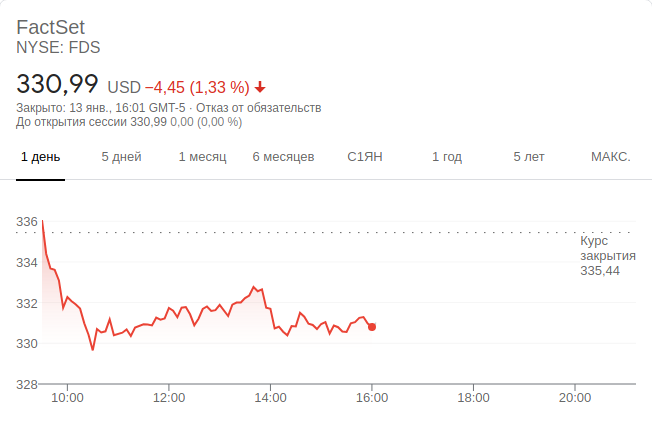 FactSet
NYSE: FDS
330,99 USD −4,45 (1,33 %)
Закрыто: 13 янв., 16:01 GMT-5 · Отказ от обязательств
До открытия сессии 330,99 0,00 (0,00 %)
1 день 5 дней 1 месяц 6 месяцев С1ЯН 1 год 5 лет МАКС.
336
Курс
закрытия
335,44
334
332
330
328
10:00 12:00 14:00 16:00 18:00 20:00